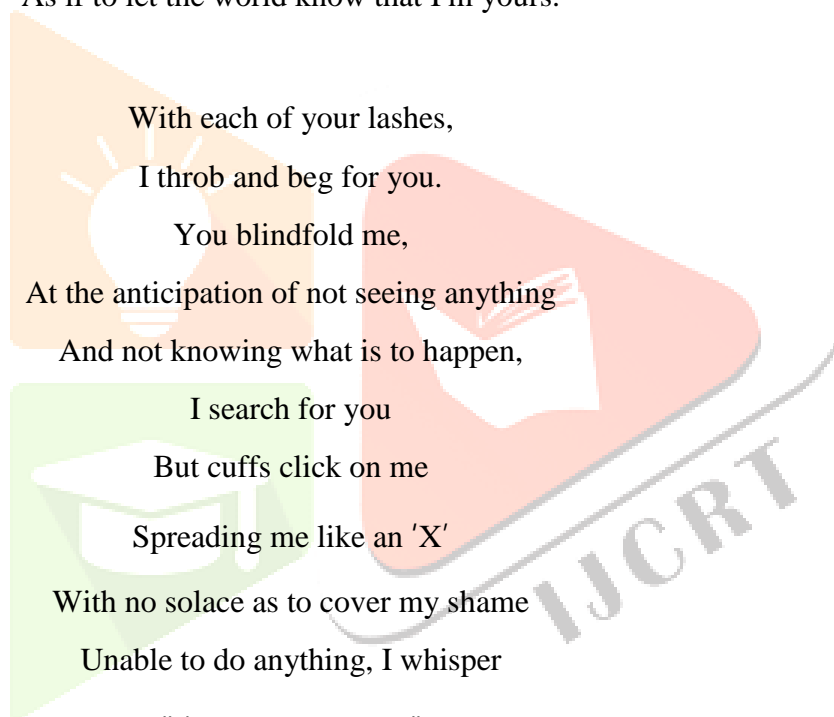 As if to let the world know that I'm yours.
With each of your lashes,
I throb and beg for you.
You blindfold me,
At the anticipation of not seeing anything
And not knowing what is to happen,
I search for you
But cuffs click on me
Spreading me like an ′X′
With no solace as to cover my shame
Unable to do anything, I whisper
IJCRT